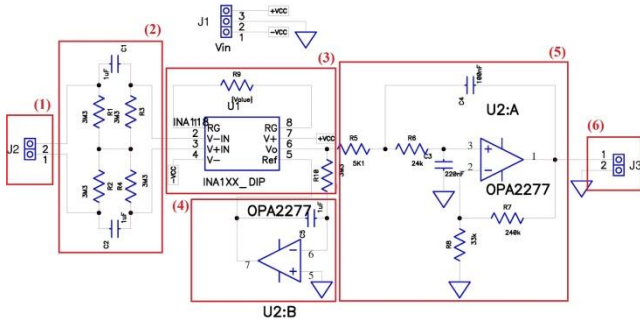 J1
+VCC
3
2
1
-VCC
Vin
(1)
J2
2
1
(2)
C1
1uF
R1
3M3
R3
3M3
R2
3M3
R4
3M3
1uF
C2
(3)
R9
(Value)
U1
INA1118
1 RG RG 8
2 V-IN V+ 7
3 V+IN Vo 6
4 V- Ref 5
INA1XX_DIP
-VCC
+VCC
R10
3M3
(4)
OPA2277
1uF
C5
7
6
5
U2:B
(5)
100nF
C4
U2:A
R5
5K1
R6
24k
C3
220nF
3
2
1
OPA2277
R7
240k
R8
33k
(6)
1
2
J3